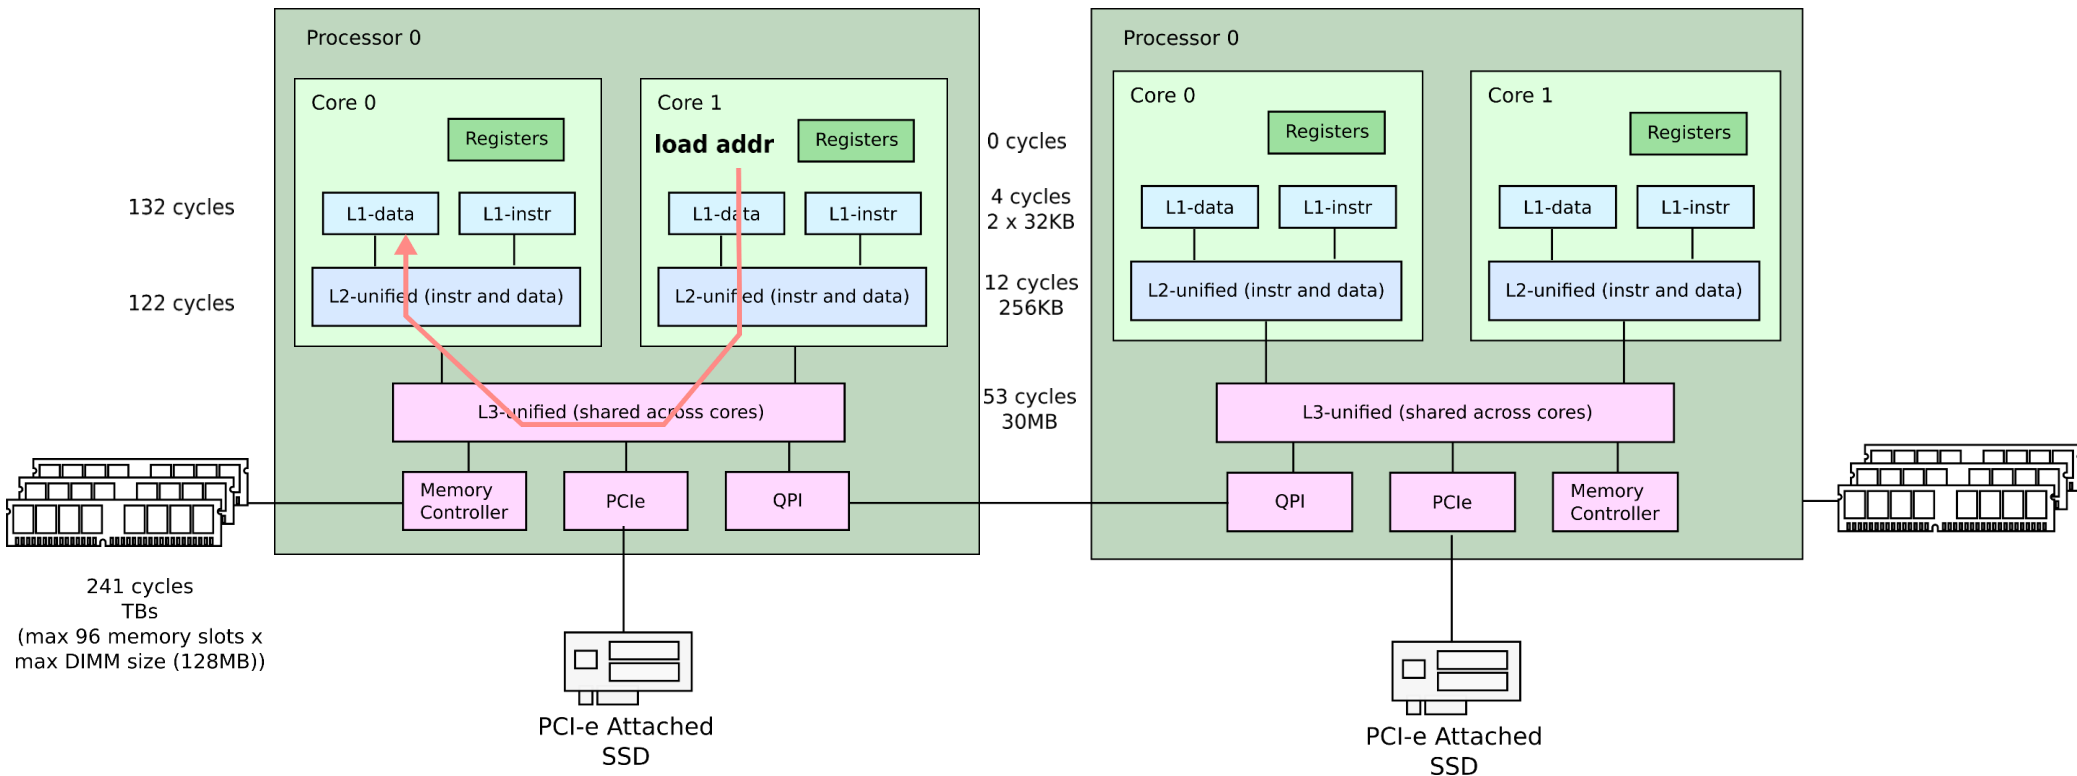 Processor 0
Processor 0
Core 0
Core 1
Core 0
Core 1
Registers
load addr
Registers
0 cycles
Registers
Registers
132 cycles
L1-data
L1-instr
L1-data
L1-instr
4 cycles
2 x 32KB
L1-data
L1-instr
L1-data
L1-instr
122 cycles
L2-unified (instr and data)
L2-unified (instr and data)
12 cycles
256KB
L2-unified (instr and data)
L2-unified (instr and data)
L3-unified (shared across cores)
53 cycles
30MB
L3-unified (shared across cores)
Memory
Controller
PCIe
QPI
QPI
PCIe
Memory
Controller
241 cycles
TBs
(max 96 memory slots x
max DIMM size (128MB))
PCI-e Attached
SSD
PCI-e Attached
SSD